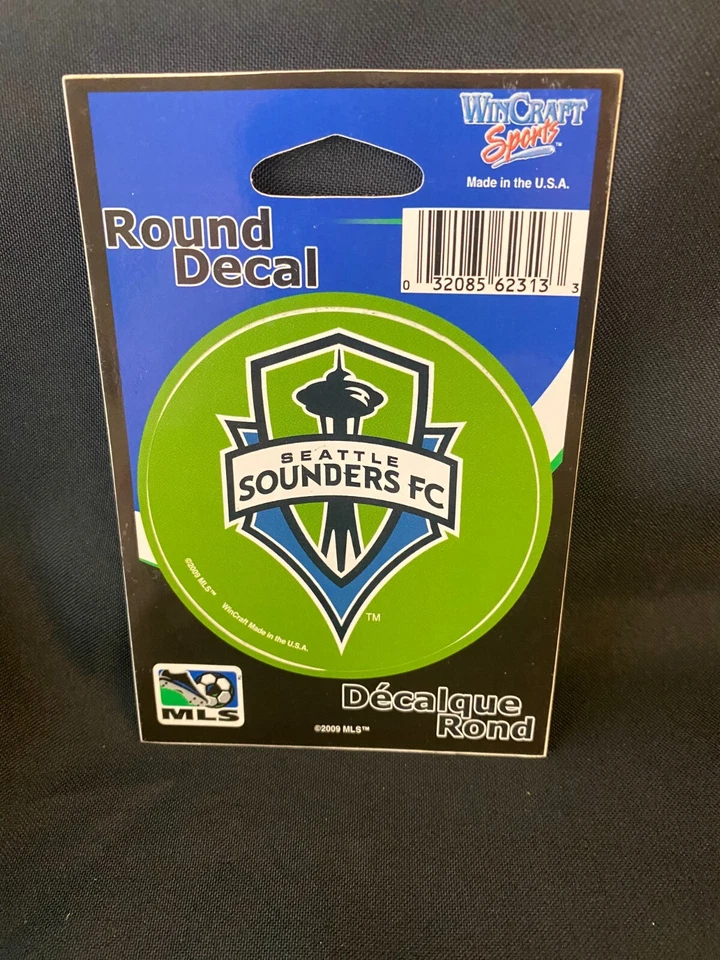 WINCRAFT
Sports™
Made in the U.S.A.
Round
Decal
0 32085 62313 3
SEATTLE
SOUNDERS FC
TM
©2009 MLS™
WinCraft Made in the U.S.A.
MLS
©2009 MLS™
Décalque
Rond